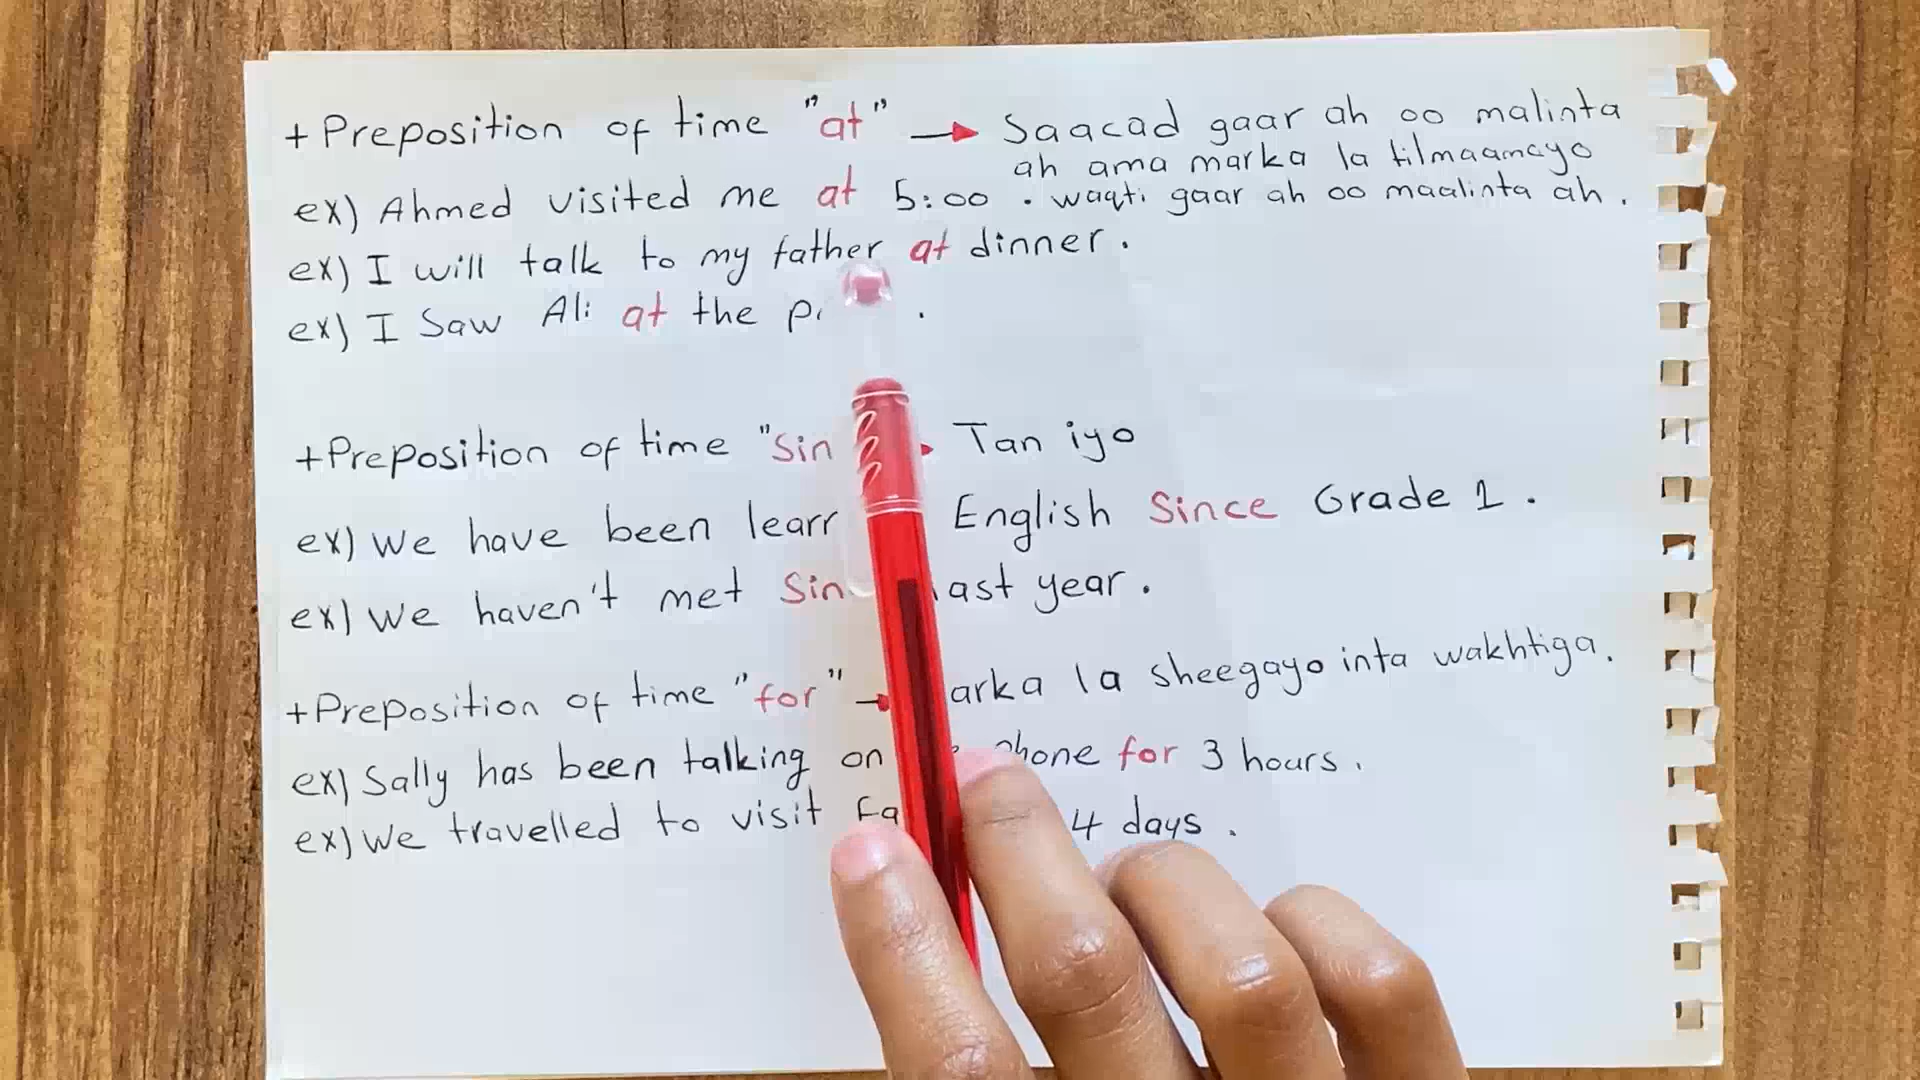 +Preposition of time "at" → Saacad gaar ah oo malinta
ah ama marka la tilmaamayo
ex) Ahmed visited me at 5:00 . waqti gaar ah oo maalinta ah .
ex) I will talk to my father at dinner .
ex) I Saw Ali at the .
+Preposition of time " Tan iyo
ex) We have been English Since Grade 1 .
ex) We haven't met year .
+Preposition of time "for" → la sheegayo inta wakhtiga .
ex) Sally has been talking on for 3 hours .
ex) We travelled to visit 4 days .